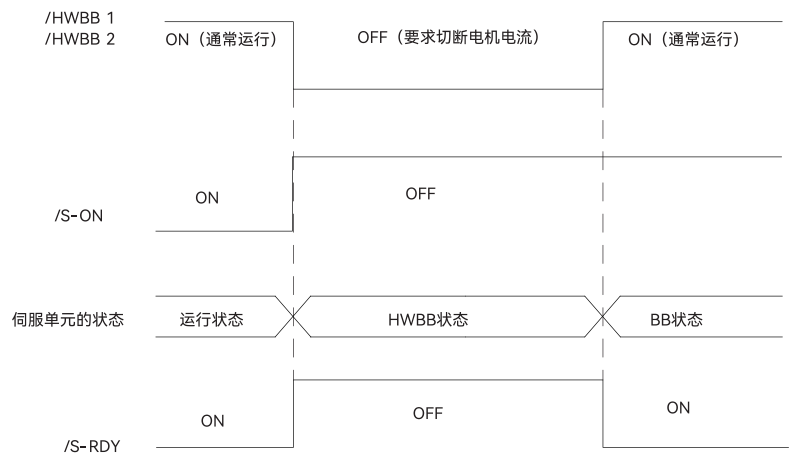 /HWBB 1
/HWBB 2
ON（通常运行）
OFF（要求切断电机电流）
ON（通常运行）
/S-ON
ON
OFF
伺服单元的状态
运行状态
HWBB状态
BB状态
ON
OFF
ON
/S-RDY